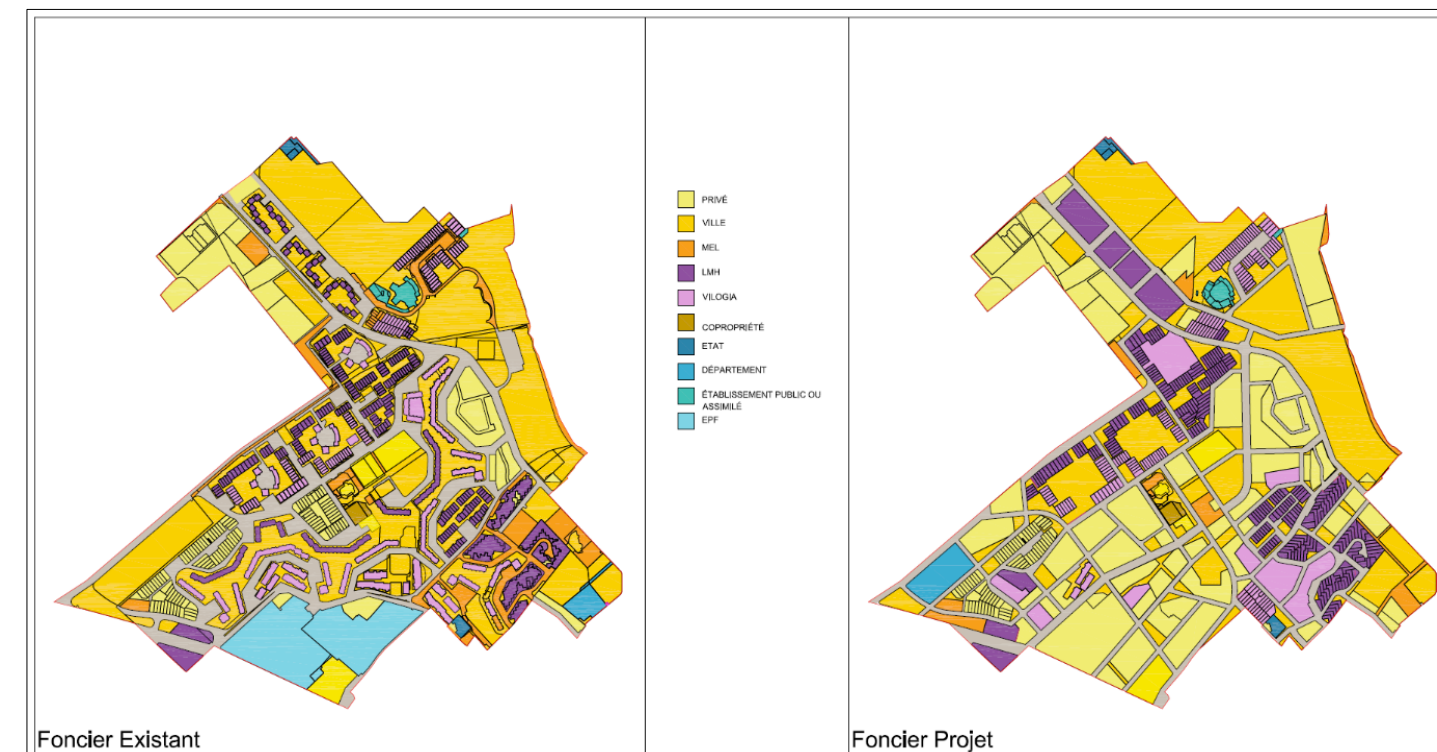 PRIVÉ
VILLE
MEL
LMH
VILOGIA
COPROPRIÉTÉ
ETAT
DÉPARTEMENT
ÉTABLISSEMENT PUBLIC OU
ASSIMILÉ
EPF
Foncier Existant
Foncier Projet